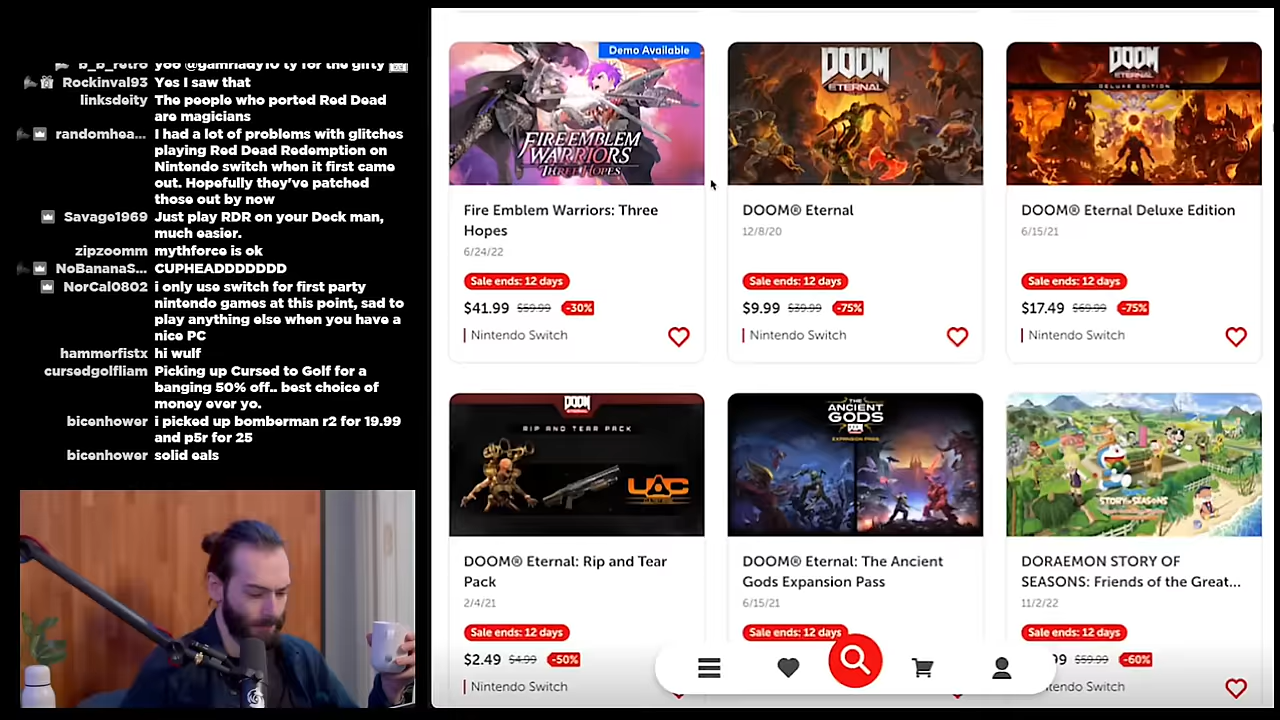 b_b_retro yoo @gamrlady10 ty for the gifty
Rockinval93 Yes I saw that
linksdeity The people who ported Red Dead
are magicians
randomhea... I had a lot of problems with glitches
playing Red Dead Redemption on
Nintendo switch when it first came
out. Hopefully they've patched
those out by now
Savage1969 Just play RDR on your Deck man,
much easier.
zipzoomm mythforce is ok
NoBananaS... CUPHEADDDDDDD
NorCal0802 i only use switch for first party
nintendo games at this point, sad to
play anything else when you have a
nice PC
hammerfistx hi wulf
cursedgolfliam Picking up Cursed to Golf for a
banging 50% off.. best choice of
money ever yo.
bicenhower i picked up bomberman r2 for 19.99
and p5r for 25
bicenhower solid eals
Demo Available
FIRE EMBLEM
WARRIORS
THREE HOPES
Fire Emblem Warriors: Three
Hopes
6/24/22
Sale ends: 12 days
$41.99 $59.99 -30%
Nintendo Switch
DOOM
ETERNAL
DOOM® Eternal
12/8/20
Sale ends: 12 days
$9.99 $39.99 -75%
Nintendo Switch
DOOM
ETERNAL
DELUXE EDITION
DOOM® Eternal Deluxe Edition
6/15/21
Sale ends: 12 days
$17.49 $69.99 -75%
Nintendo Switch
DOOM
RIP AND TEAR PACK
UAC
DOOM® Eternal: Rip and Tear
Pack
2/4/21
Sale ends: 12 days
$2.49 $4.99 -50%
Nintendo Switch
THE
ANCIENT
GODS
DOOM
EXPANSION PASS
DOOM® Eternal: The Ancient
Gods Expansion Pass
6/15/21
Sale ends: 12 days
DORAEMON
STORY OF SEASONS
DORAEMON STORY OF
SEASONS: Friends of the Great...
11/2/22
Sale ends: 12 days
99 $59.99 -60%
ntendo Switch